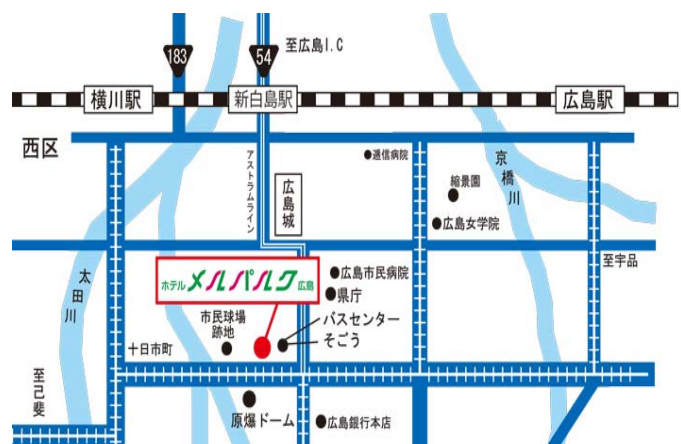 183
54
至広島I.C
横川駅
新白島駅
広島駅
西区
アストラムライン
広島城
逓信病院
縮景園
広島女学院
京橋川
至宇品
太田川
ホテル メルパルク 広島
広島市民病院
県庁
バスセンター
そごう
市民球場
跡地
十日市町
至己斐
原爆ドーム
広島銀行本店